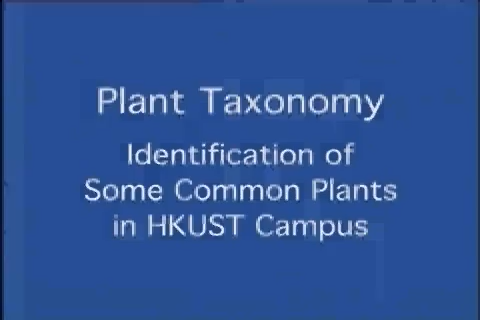 Plant Taxonomy
Identification of
Some Common Plants
in HKUST Campus